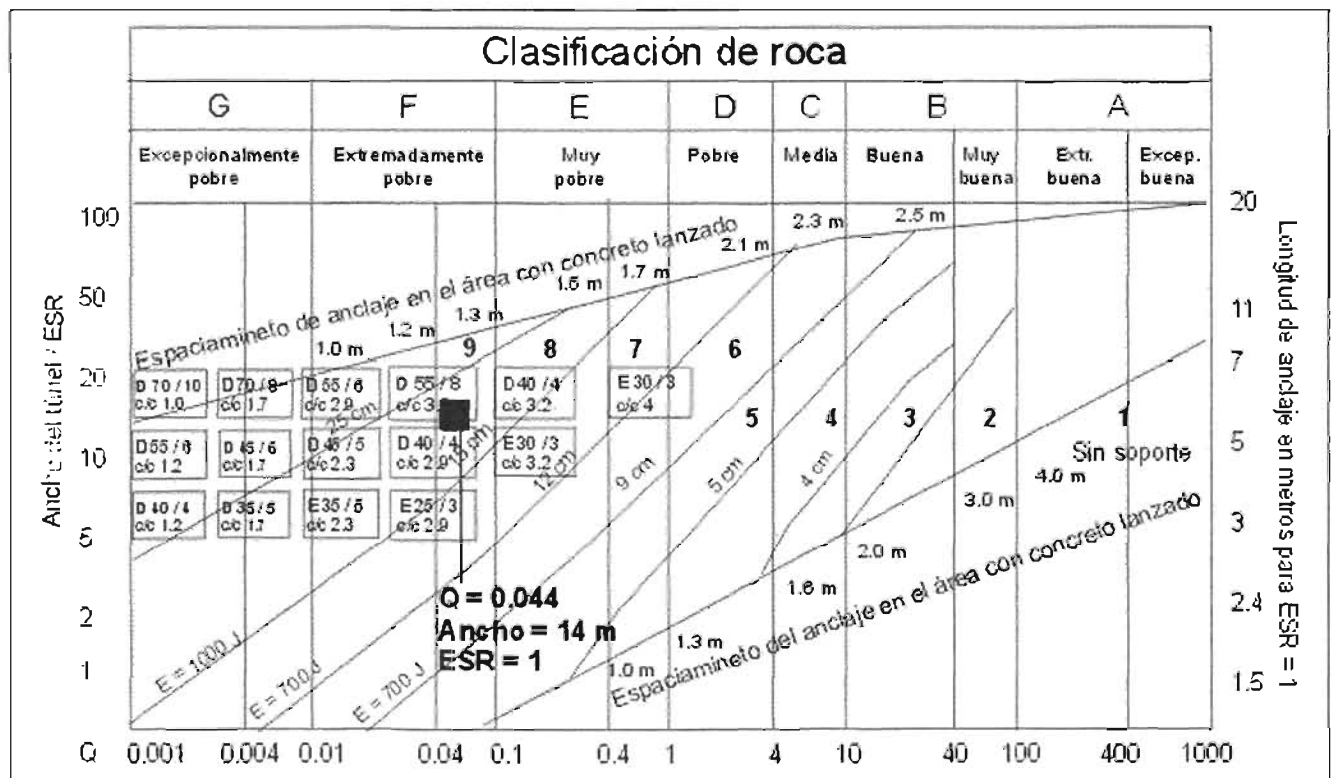 Clasificación de roca
G F E D C B A
Excepcionalmente pobre
Extremadamente pobre
Muy pobre
Pobre
Media
Buena
Muy buena
Extr. buena
Excep. buena
Ancho del túnel / ESR
100
50
20
10
5
2
1
Espaciamineto de anclaje en el área con concreto lanzado
1.0 m
1.2 m
1.3 m
1.5 m
1.7 m
2.1 m
2.3 m
2.5 m
9
8
7
6
5
4
3
2
1
Sin soporte
D 70 / 10
c/c 1.0
D 70 / 8
c/c 1.7
D 55 / 6
c/c 2.9
D 55 / 8
D 40 / 4
c/c 3.2
E 30 / 3
c/c 4
D 55 / 6
c/c 1.2
D 45 / 6
c/c 1.7
D 45 / 5
c/c 2.3
D 40 / 4
c/c 2.9
E 30 / 3
c/c 3.2
D 40 / 4
c/c 1.2
D 35 / 5
c/c 1.7
E 35 / 5
c/c 2.3
E 25 / 3
c/c 2.9
25 cm
12 cm
9 cm
5 cm
4 cm
E = 1000 J
E = 700 J
E = 700 J
Q = 0.044
Ancho = 14 m
ESR = 1
1.0 m
1.3 m
1.6 m
2.0 m
3.0 m
4.0 m
Espaciamineto del anclaje en el área con concreto lanzado
20
11
7
5
3
2.4
1.5
Longitud de anclaje en metros para ESR = 1
Q 0.001 0.004 0.01 0.04 0.1 0.4 1 4 10 40 100 400 1000